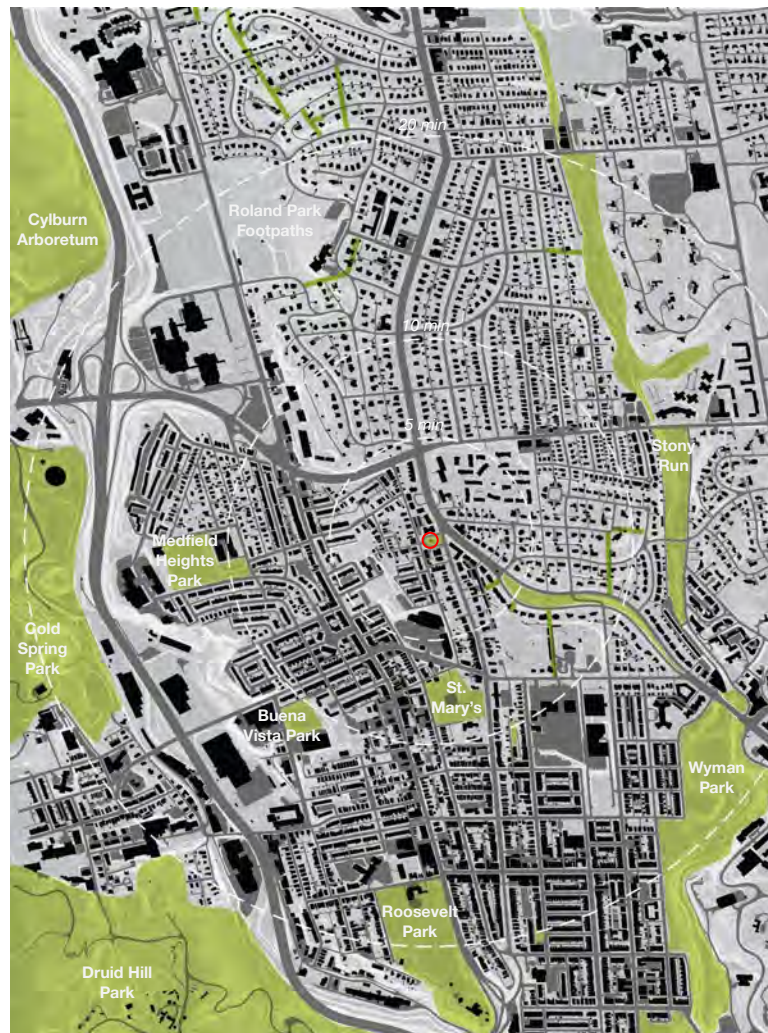 20 min
Roland Park
Footpaths
Cylburn
Arboretum
10 min
5 min
Stony
Run
Medfield
Heights
Park
Cold
Spring
Park
St.
Mary's
Buena
Vista Park
Wyman
Park
Roosevelt
Park
Druid Hill
Park